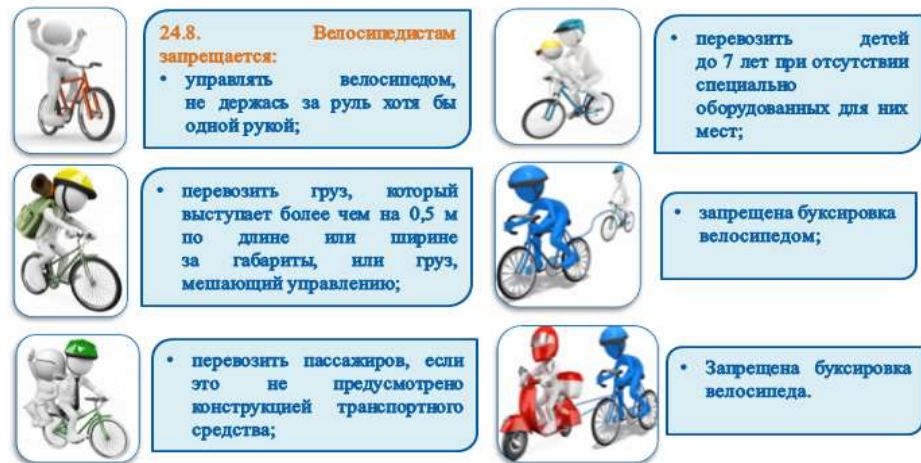 24.8. Велосипедистам
запрещается:
• управлять велосипедом,
не держась за руль хотя бы
одной рукой;
• перевозить груз, который
выступает более чем на 0,5 м
по длине или ширине
за габариты, или груз,
мешающий управлению;
• перевозить пассажиров, если
это не предусмотрено
конструкцией транспортного
средства;
• перевозить детей
до 7 лет при отсутствии
специально
оборудованных для них
мест;
• запрещена буксировка
велосипедом;
• Запрещена буксировка
велосипеда.